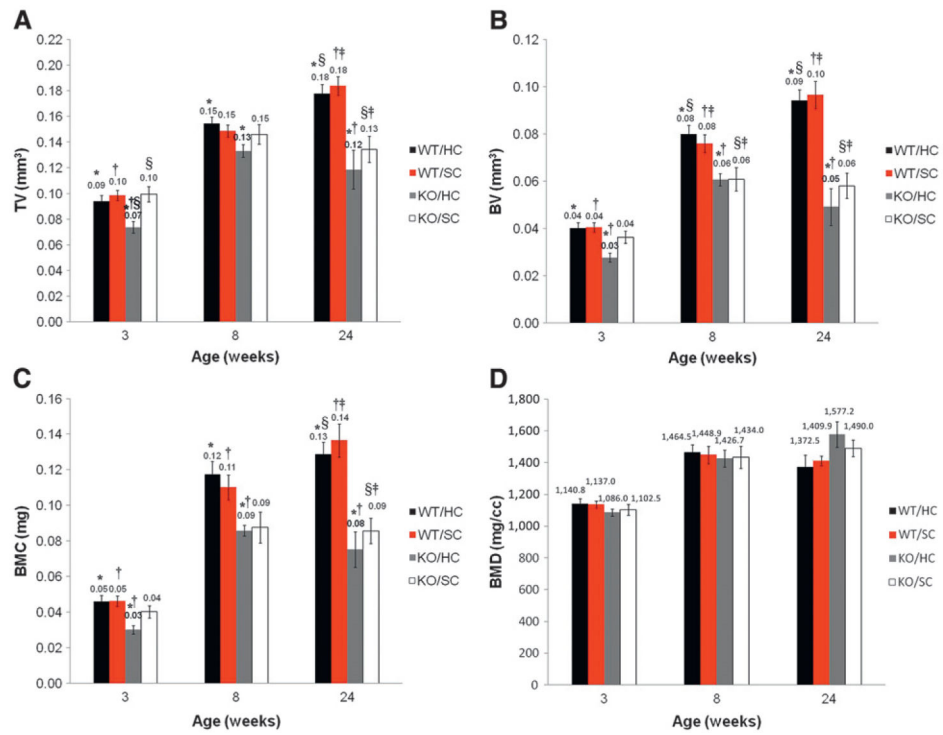 A
B
0.22
0.20
0.18
0.16
0.14
0.12
0.10
0.08
0.06
0.04
0.02
0.00
TV (mm³)
* 0.09
† 0.10
*†§ 0.07
§ 0.10
* 0.15
0.15
* 0.13
0.15
*§ 0.18
†‡ 0.18
*† 0.12
§‡ 0.13
3 8 24
Age (weeks)
WT/HC
WT/SC
KO/HC
KO/SC
0.12
0.10
0.08
0.06
0.04
0.02
0.00
BV (mm³)
* 0.04
† 0.04
*† 0.03
0.04
*§ 0.08
†‡ 0.08
*† 0.06
§‡ 0.06
*§ 0.09
†‡ 0.10
*† 0.05
§‡ 0.06
3 8 24
Age (weeks)
WT/HC
WT/SC
KO/HC
KO/SC
C
D
0.16
0.14
0.12
0.10
0.08
0.06
0.04
0.02
0.00
BMC (mg)
* 0.05
† 0.05
*† 0.03
0.04
* 0.12
† 0.11
*† 0.09
0.09
*§ 0.13
†‡ 0.14
*† 0.08
§‡ 0.09
3 8 24
Age (weeks)
WT/HC
WT/SC
KO/HC
KO/SC
1,800
1,600
1,400
1,200
1,000
800
600
400
200
0
BMD (mg/cc)
1,140.8
1,137.0
1,086.0
1,102.5
1,464.5
1,448.9
1,426.7
1,434.0
1,372.5
1,409.9
1,577.2
1,490.0
3 8 24
Age (weeks)
WT/HC
WT/SC
KO/HC
KO/SC